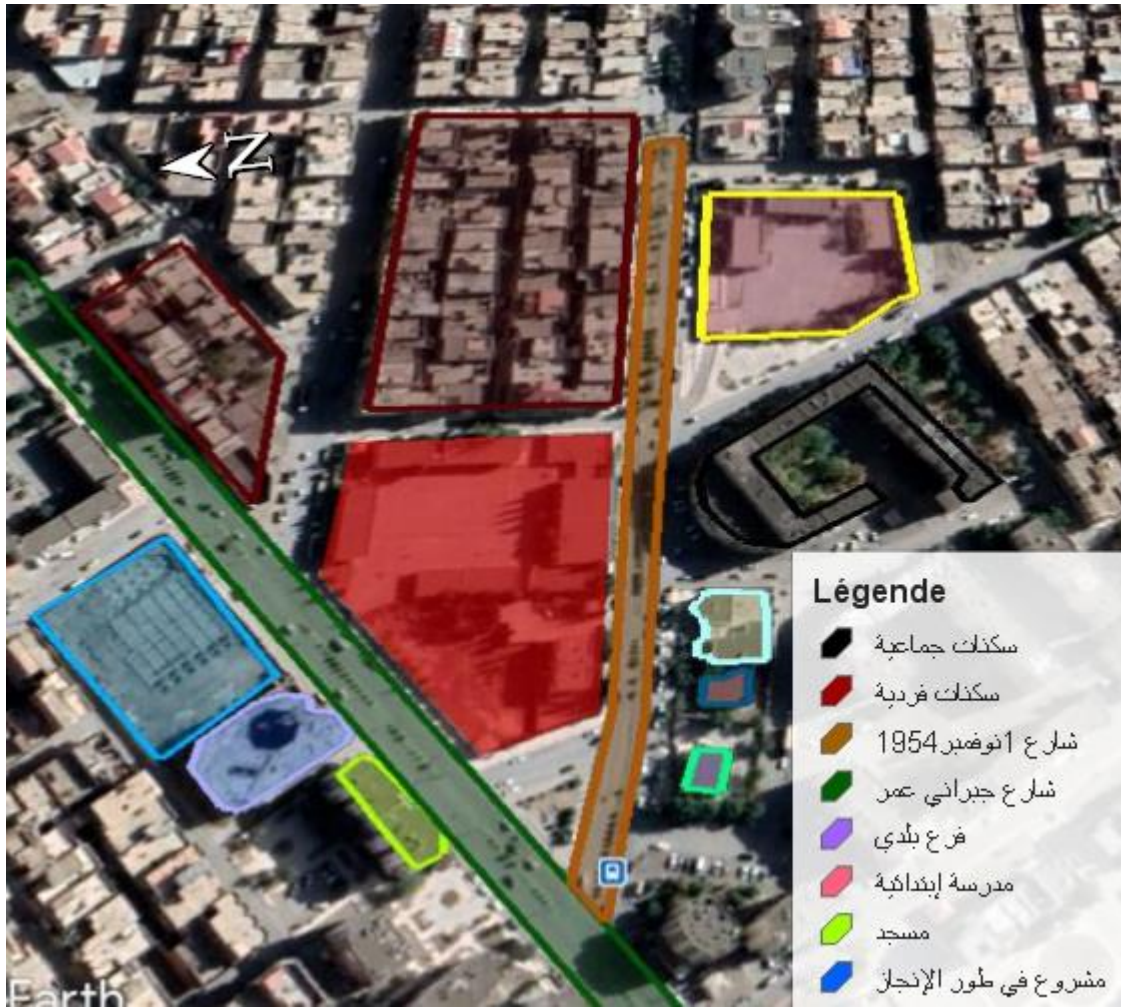 N
Légende
سكنات جماعية
سكنات فردية
شارع 1نوفمبر1954
شارع جبراني عمر
فرع بلدي
مدرسة إبتدائية
مسجد
مشروع في طور الإنجاز
Earth